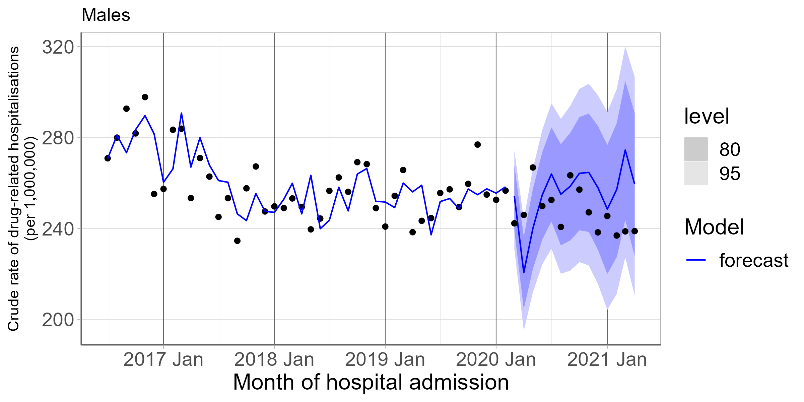 Males
320
280
240
200
Crude rate of drug-related hospitalisations
(per 1,000,000)
2017 Jan
2018 Jan
2019 Jan
2020 Jan
2021 Jan
Month of hospital admission
level
80
95
Model
forecast